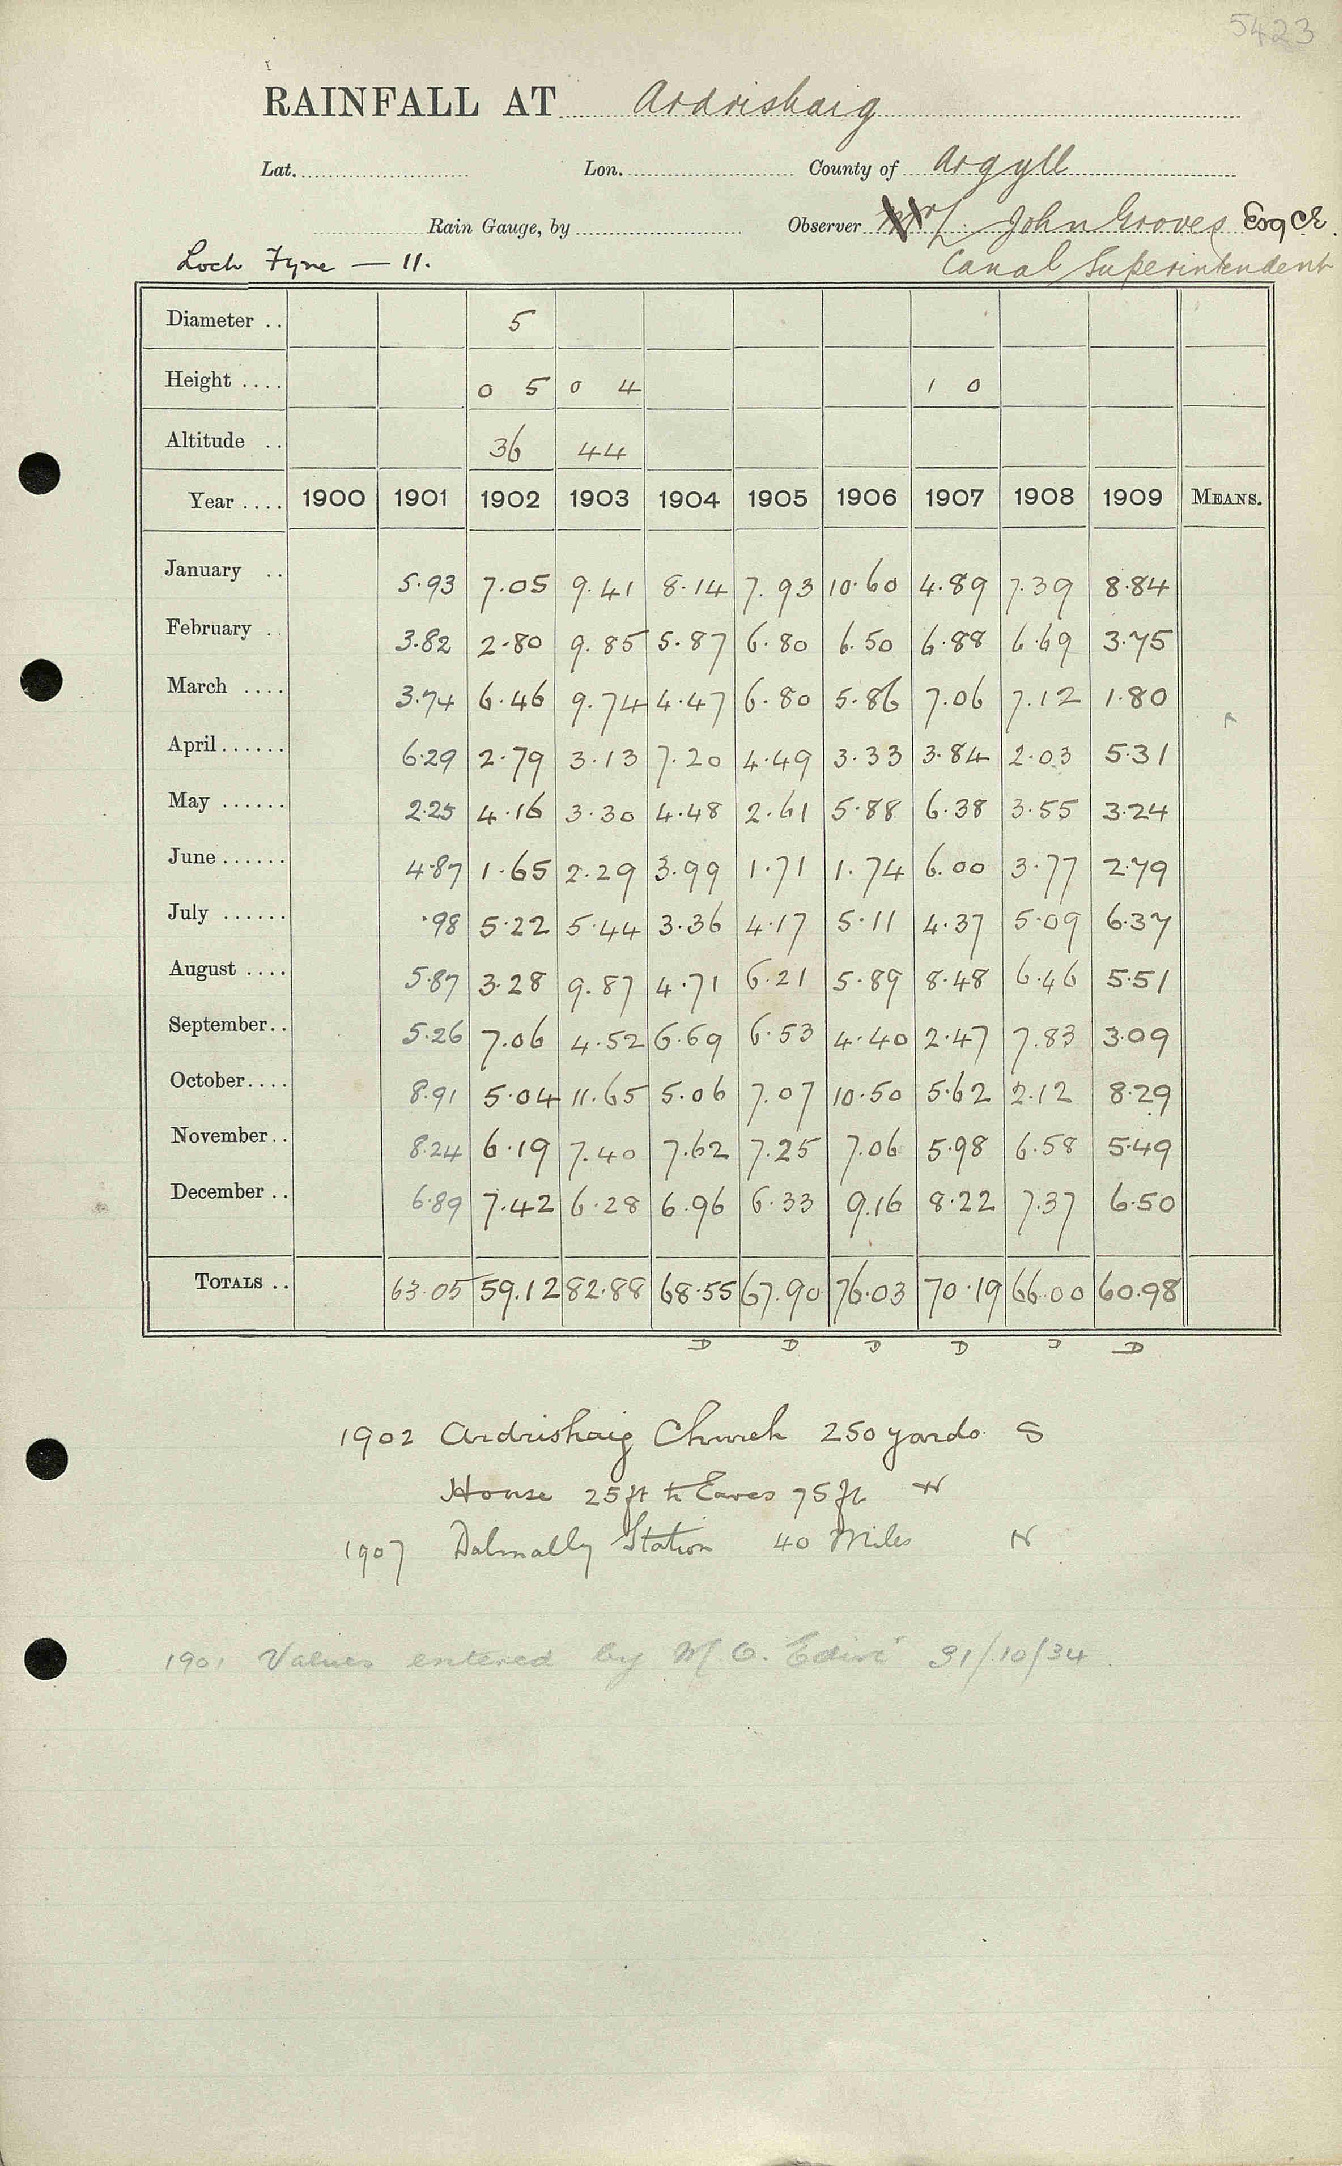 5423
RAINFALL AT Ardrishaig
Lat. Lon. County of Argyll
Rain Gauge, by Observer John Groves Esq CE.
Loch Fyne — 11. Canal Superintendent
Diameter .. 5
Height .... 0 5 0 4 1 0
Altitude .. 36 44
Year .... 1900 1901 1902 1903 1904 1905 1906 1907 1908 1909 MEANS.
January .. 5.93 7.05 9.41 8.14 7.93 10.60 4.89 7.39 8.84
February .. 3.82 2.80 9.85 5.87 6.80 6.50 6.88 6.69 3.75
March .... 3.74 6.46 9.74 4.47 6.80 5.86 7.06 7.12 1.80
April...... 6.29 2.79 3.13 7.20 4.49 3.33 3.84 2.03 5.31
May ...... 2.25 4.16 3.30 4.48 2.61 5.88 6.38 3.55 3.24
June...... 4.87 1.65 2.29 3.99 1.71 1.74 6.00 3.77 2.79
July ...... .98 5.22 5.44 3.36 4.17 5.11 4.37 5.09 6.37
August .... 5.87 3.28 9.87 4.71 6.21 5.89 8.48 6.46 5.51
September.. 5.26 7.06 4.52 6.69 6.53 4.40 2.47 7.83 3.09
October.... 8.91 5.04 11.65 5.06 7.07 10.50 5.62 2.12 8.29
November.. 8.24 6.19 7.40 7.62 7.25 7.06 5.98 6.58 5.49
December .. 6.89 7.42 6.28 6.96 6.33 9.16 8.22 7.37 6.50
TOTALS .. 63.05 59.12 82.88 68.55 67.90 76.03 70.19 66.00 60.98
D D D D D D
1902 Ardrishaig Church 250 yards S
House 25ft to Eaves 75 ft W
1907 Dalmally Station 40 Miles N
1901 Values entered by M.O. Edin' 31/10/34.